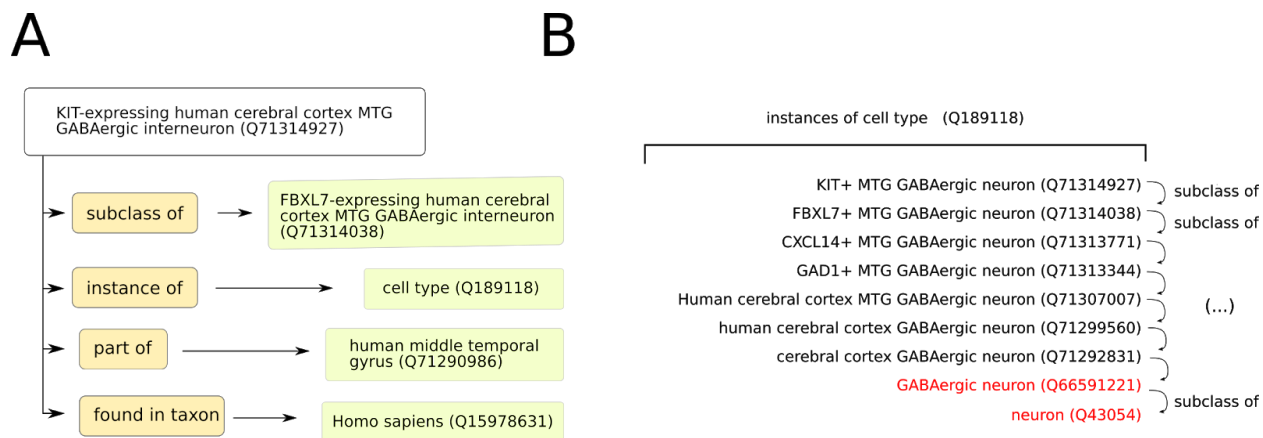 A
KIT-expressing human cerebral cortex MTG
GABAergic interneuron (Q71314927)
subclass of
FBXL7-expressing human cerebral
cortex MTG GABAergic interneuron
(Q71314038)
instance of
cell type (Q189118)
part of
human middle temporal
gyrus (Q71290986)
found in taxon
Homo sapiens (Q15978631)
B
instances of cell type (Q189118)
KIT+ MTG GABAergic neuron (Q71314927)
subclass of
FBXL7+ MTG GABAergic neuron (Q71314038)
subclass of
CXCL14+ MTG GABAergic neuron (Q71313771)
GAD1+ MTG GABAergic neuron (Q71313344)
Human cerebral cortex MTG GABAergic neuron (Q71307007)
(...)
human cerebral cortex GABAergic neuron (Q71299560)
cerebral cortex GABAergic neuron (Q71292831)
GABAergic neuron (Q66591221)
subclass of
neuron (Q43054)